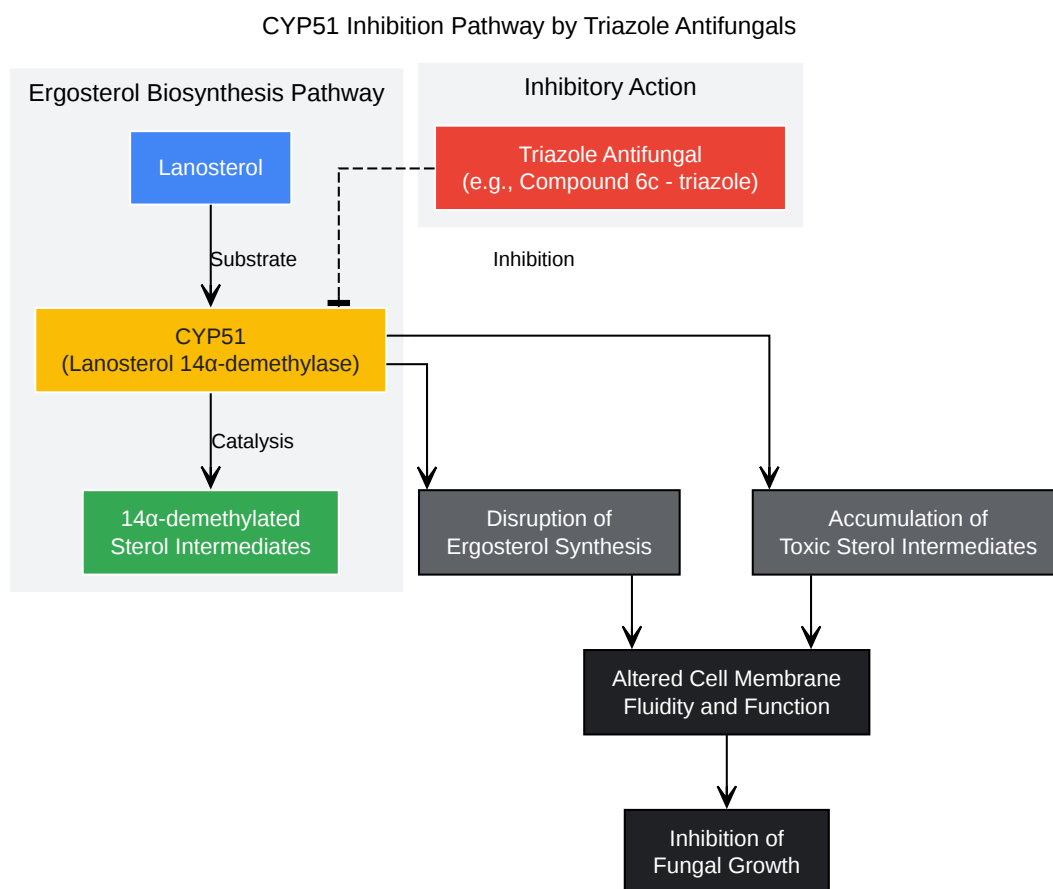 CYP51 Inhibition Pathway by Triazole Antifungals
Ergosterol Biosynthesis Pathway
Inhibitory Action
Lanosterol
Triazole Antifungal
(e.g., Compound 6c - triazole)
Substrate
Inhibition
CYP51
(Lanosterol 14α-demethylase)
Catalysis
14α-demethylated
Sterol Intermediates
Disruption of
Ergosterol Synthesis
Accumulation of
Toxic Sterol Intermediates
Altered Cell Membrane
Fluidity and Function
Inhibition of
Fungal Growth